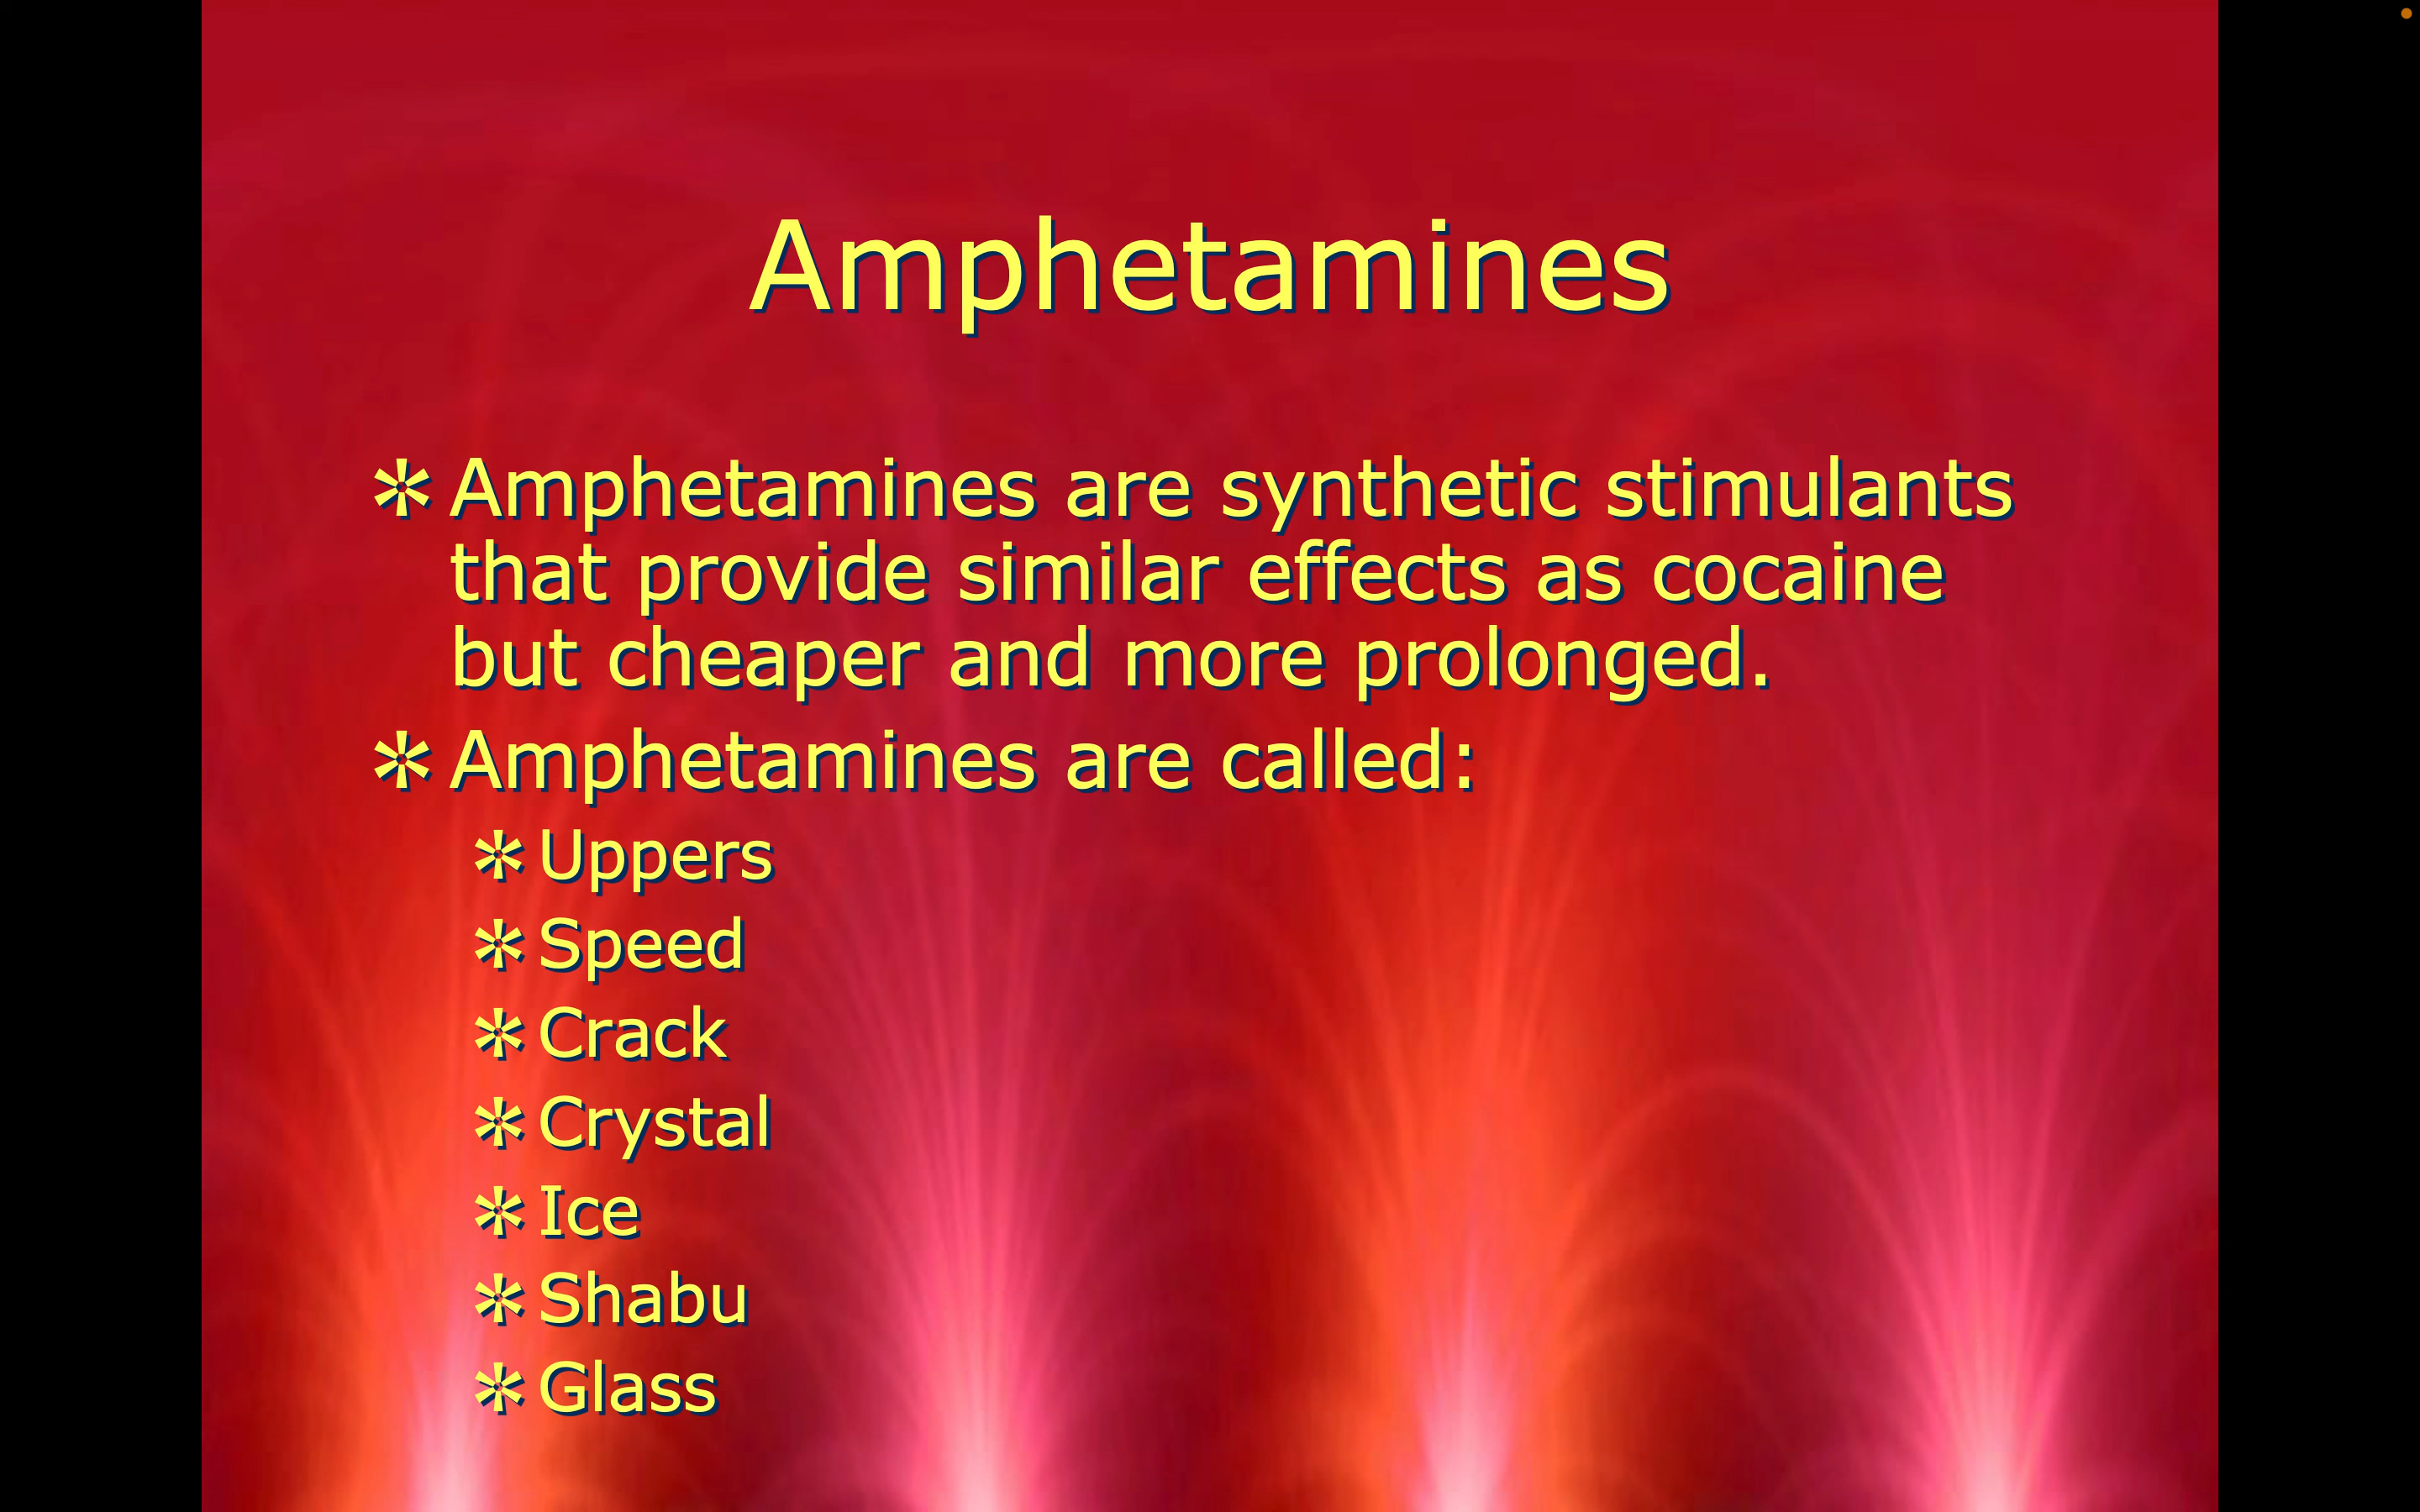 Amphetamines
* Amphetamines are synthetic stimulants
that provide similar effects as cocaine
but cheaper and more prolonged.
* Amphetamines are called:
* Uppers
* Speed
* Crack
* Crystal
* Ice
* Shabu
* Glass